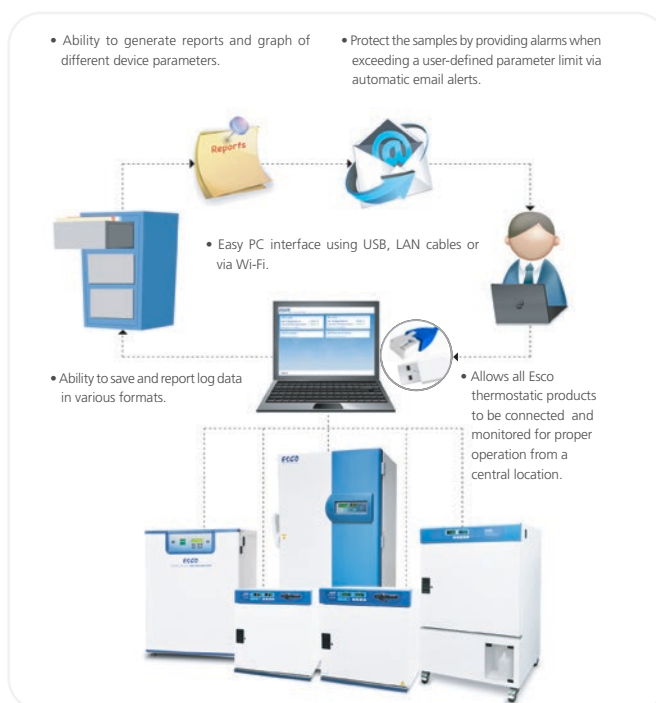 • Ability to generate reports and graph of
different device parameters.
• Protect the samples by providing alarms when
exceeding a user-defined parameter limit via
automatic email alerts.
Reports
@
• Easy PC interface using USB, LAN cables or
via Wi-Fi.
• Ability to save and report log data
in various formats.
• Allows all Esco
thermostatic products
to be connected and
monitored for proper
operation from a
central location.
esco
esco